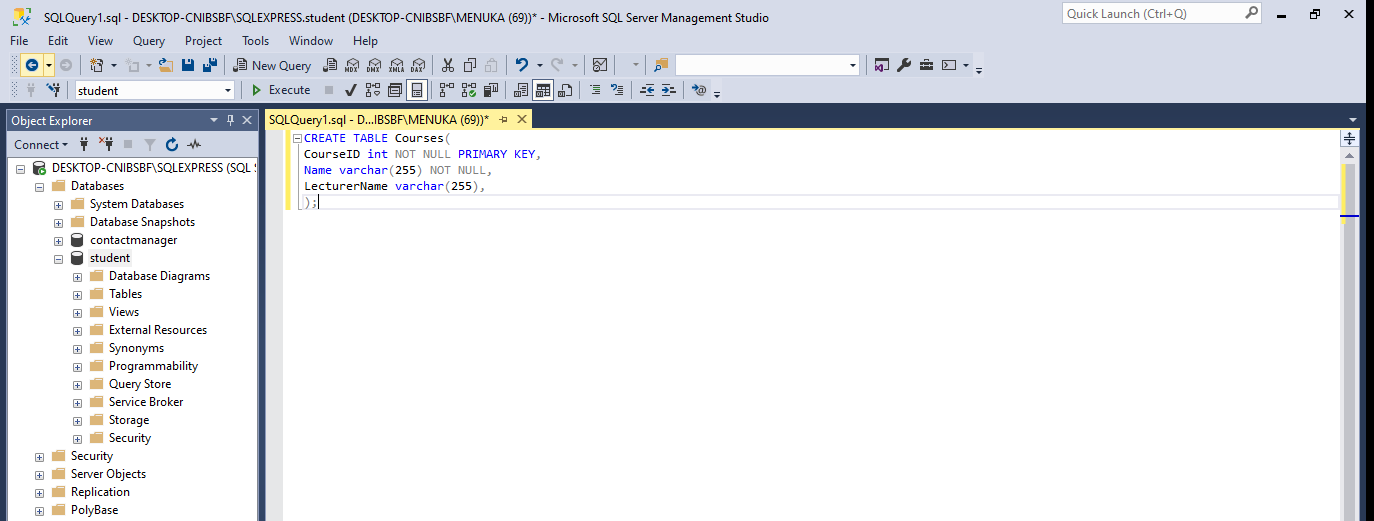 SQLQuery1.sql - DESKTOP-CNIBSBF\SQLEXPRESS.student (DESKTOP-CNIBSBF\MENUKA (69))* - Microsoft SQL Server Management Studio
Quick Launch (Ctrl+Q)
File Edit View Query Project Tools Window Help
New Query MDX DMX XMLA DAX
student Execute
Object Explorer
SQLQuery1.sql - D...IBSBF\MENUKA (69))*
Connect
CREATE TABLE Courses(
CourseID int NOT NULL PRIMARY KEY,
Name varchar(255) NOT NULL,
LecturerName varchar(255),
);
DESKTOP-CNIBSBF\SQLEXPRESS (SQL
Databases
System Databases
Database Snapshots
contactmanager
student
Database Diagrams
Tables
Views
External Resources
Synonyms
Programmability
Query Store
Service Broker
Storage
Security
Security
Server Objects
Replication
PolyBase